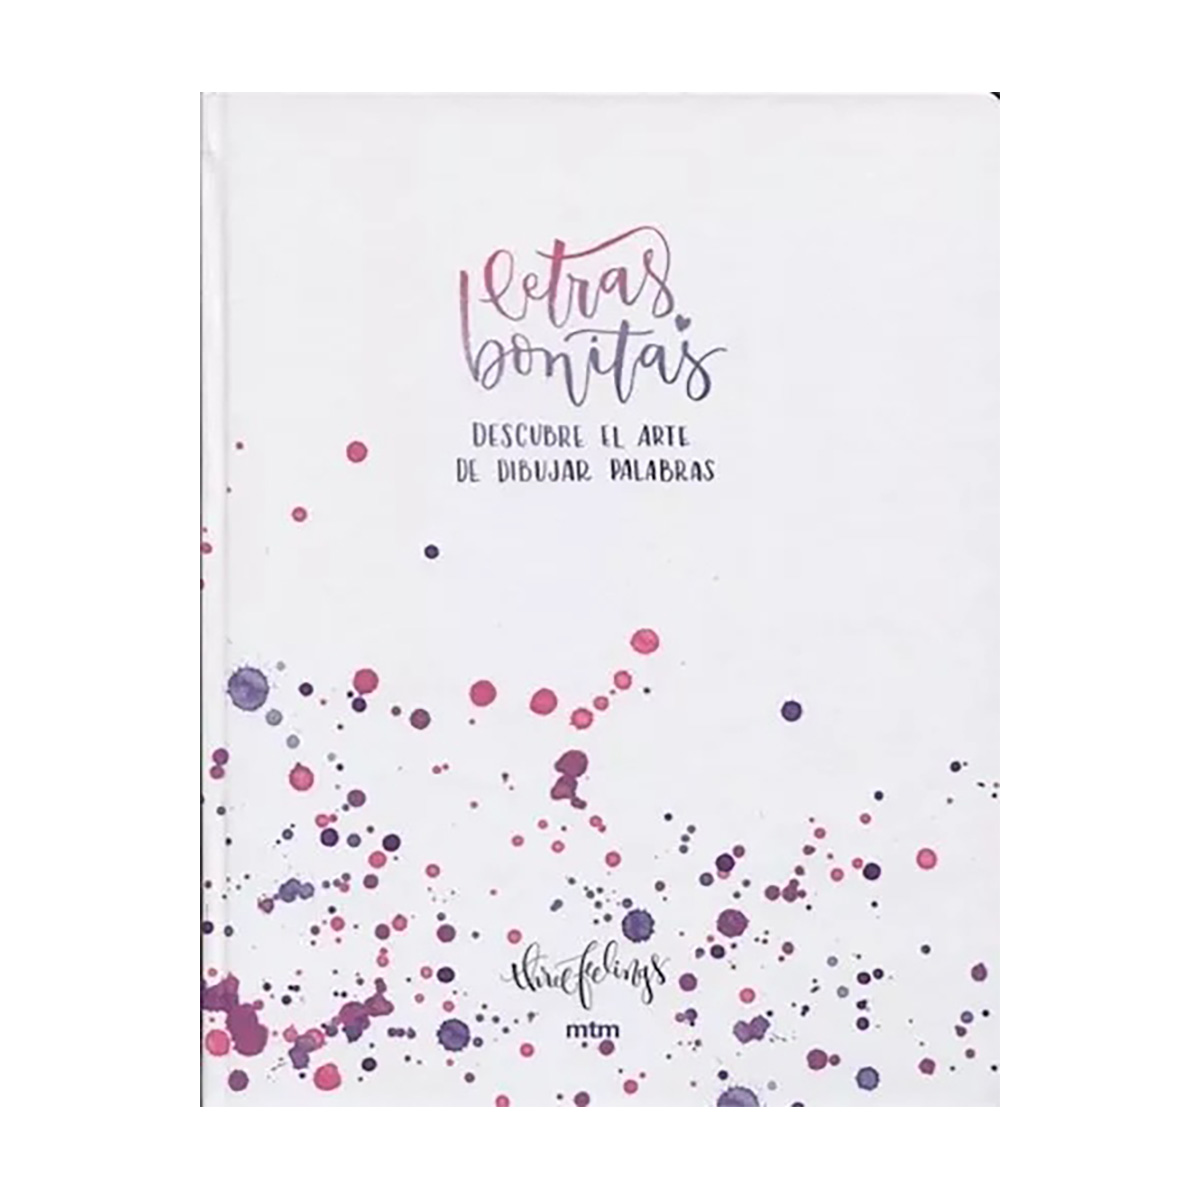 letras
bonitas
DESCUBRE EL ARTE
DE DIBUJAR PALABRAS
threefeelings
mtm